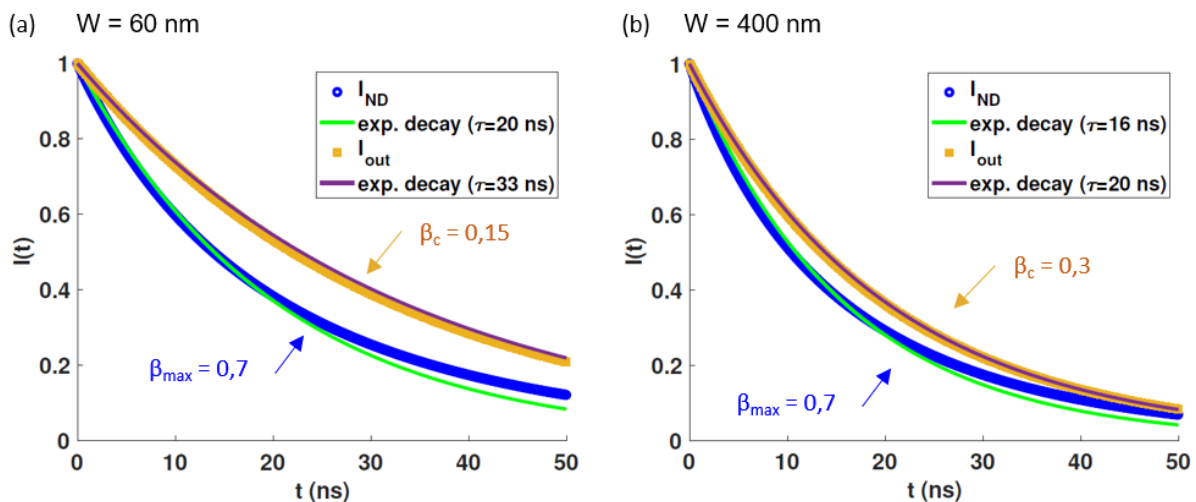 (a) W = 60 nm
I(t)
1
0.8
0.6
0.4
0.2
0
0 10 20 30 40 50
t (ns)
I_ND
exp. decay (τ=20 ns)
I_out
exp. decay (τ=33 ns)
β_c = 0,15
β_max = 0,7
(b) W = 400 nm
I(t)
1
0.8
0.6
0.4
0.2
0
0 10 20 30 40 50
t (ns)
I_ND
exp. decay (τ=16 ns)
I_out
exp. decay (τ=20 ns)
β_c = 0,3
β_max = 0,7